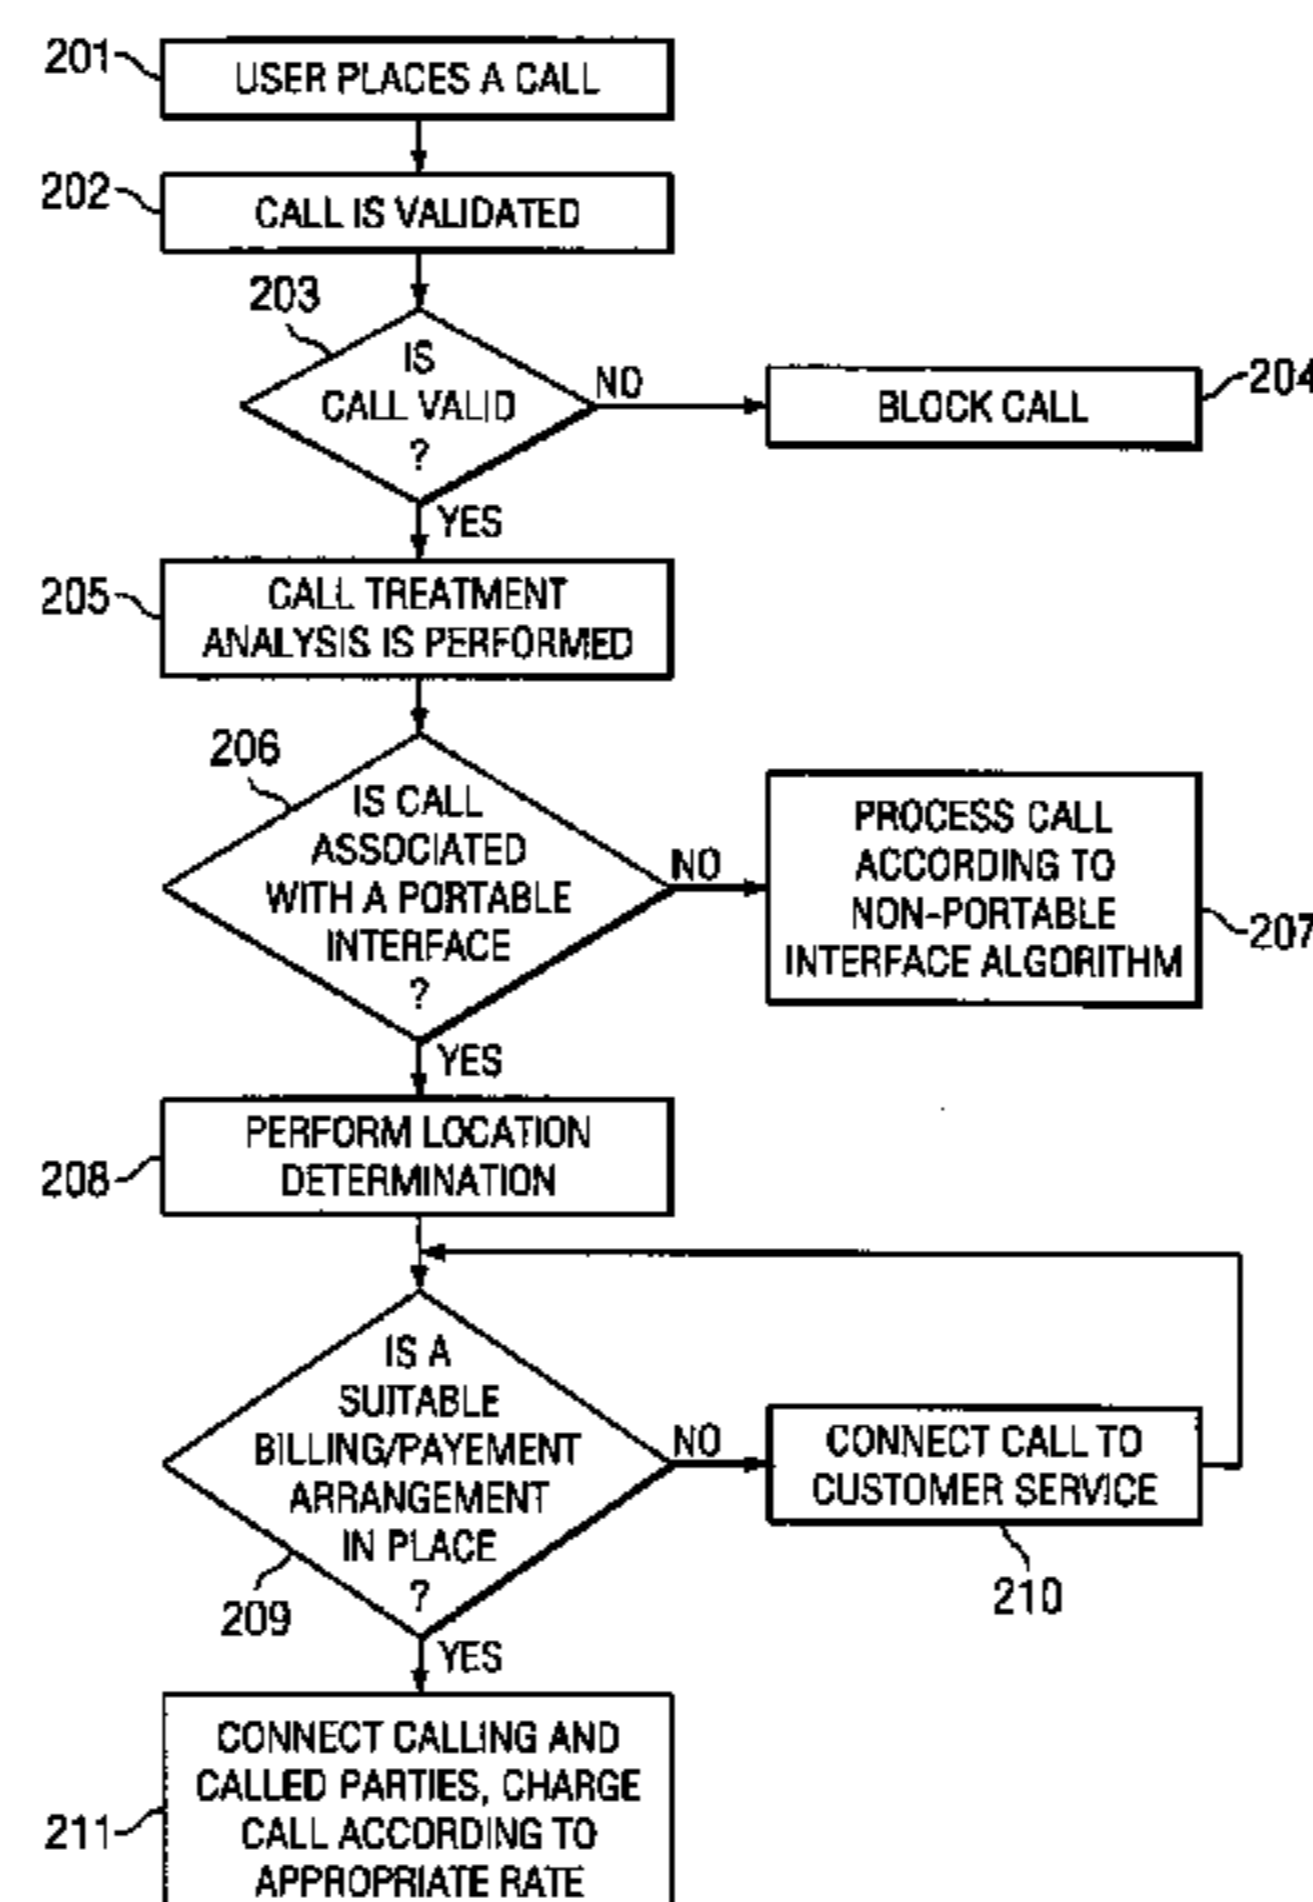 201
USER PLACES A CALL
202
CALL IS VALIDATED
203
IS
CALL VALID
?
NO
BLOCK CALL
204
YES
205
CALL TREATMENT
ANALYSIS IS PERFORMED
206
IS CALL
ASSOCIATED
WITH A PORTABLE
INTERFACE
?
NO
PROCESS CALL
ACCORDING TO
NON-PORTABLE
INTERFACE ALGORITHM
207
YES
208
PERFORM LOCATION
DETERMINATION
IS A
SUITABLE
BILLING/PAYEMENT
ARRANGEMENT
IN PLACE
?
209
NO
CONNECT CALL TO
CUSTOMER SERVICE
210
YES
211
CONNECT CALLING AND
CALLED PARTIES, CHARGE
CALL ACCORDING TO
APPROPRIATE RATE